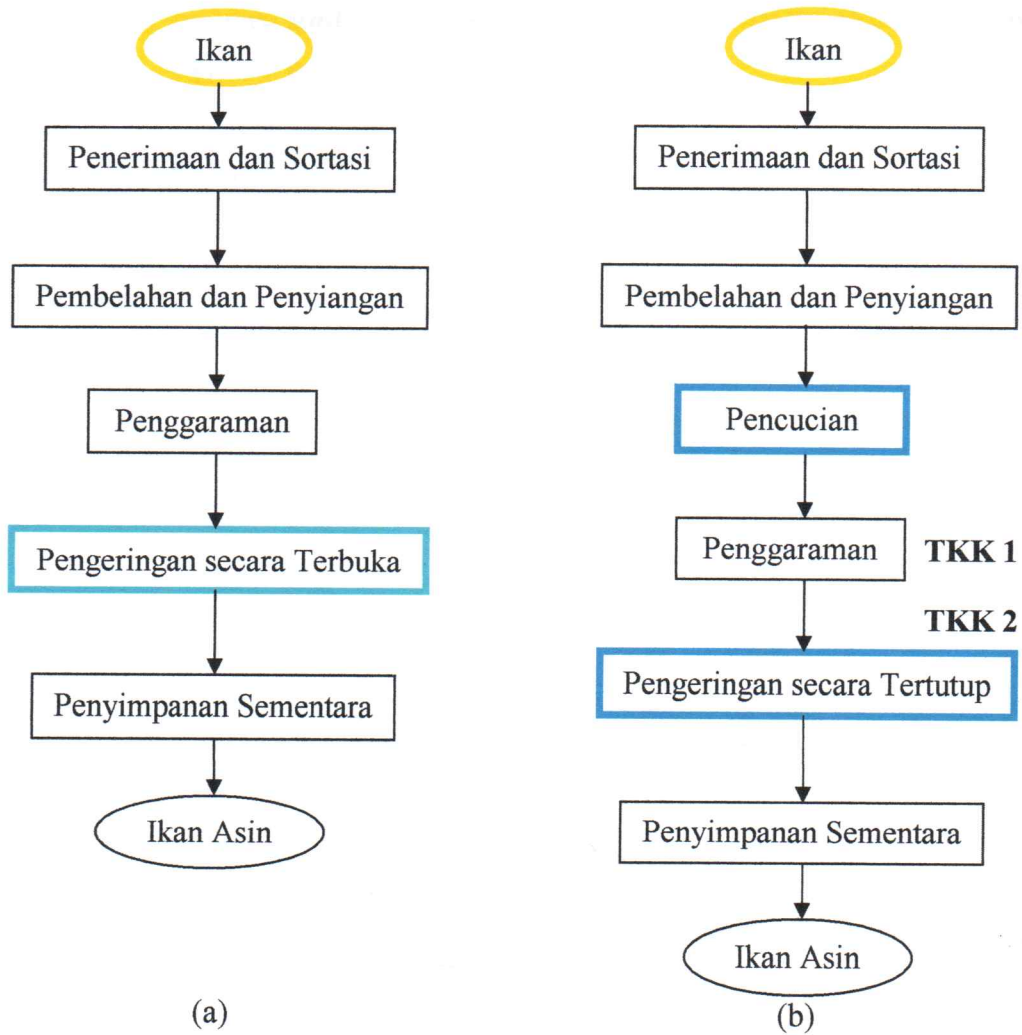 Ikan
Penerimaan dan Sortasi
Pembelahan dan Penyiangan
Penggaraman
Pengeringan secara Terbuka
Penyimpanan Sementara
Ikan Asin
(a)
Ikan
Penerimaan dan Sortasi
Pembelahan dan Penyiangan
Pencucian
Penggaraman TKK 1
TKK 2
Pengeringan secara Tertutup
Penyimpanan Sementara
Ikan Asin
(b)